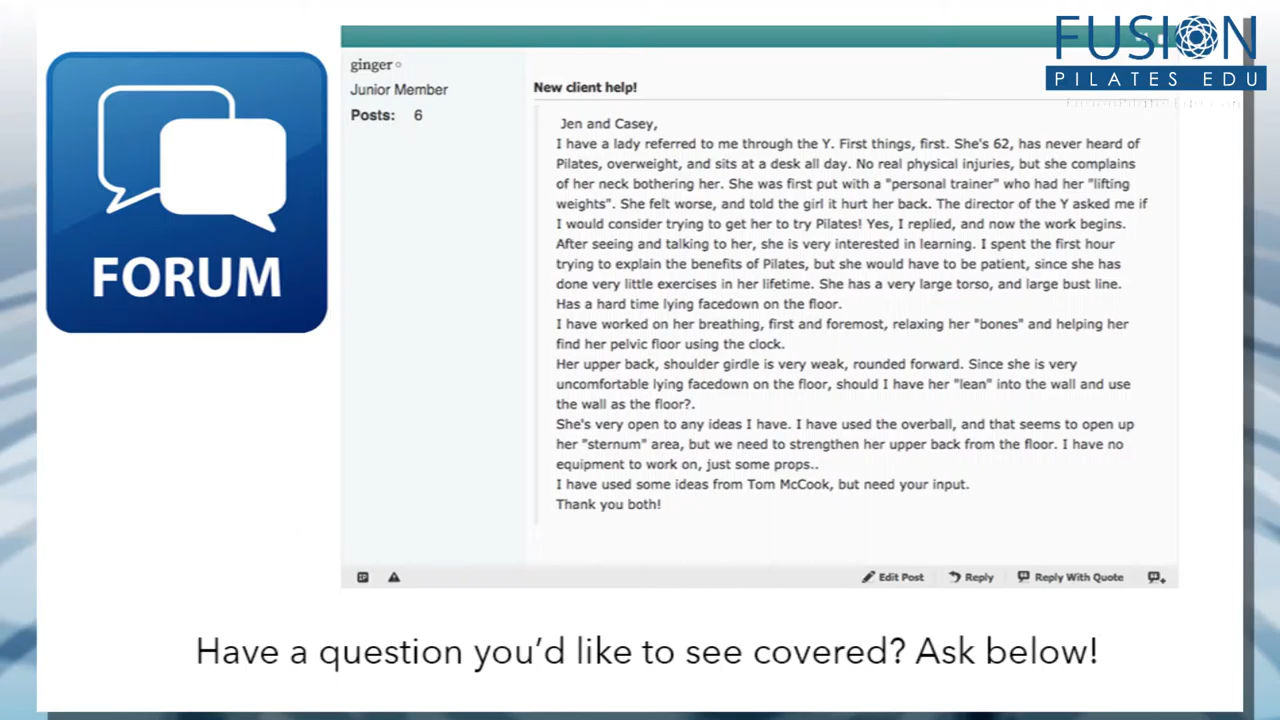 FUSION
PILATES EDU
FORUM
ginger
Junior Member
Posts: 6
New client help!
Jen and Casey,
I have a lady referred to me through the Y. First things, first. She's 62, has never heard of
Pilates, overweight, and sits at a desk all day. No real physical injuries, but she complains
of her neck bothering her. She was first put with a "personal trainer" who had her "lifting
weights". She felt worse, and told the girl it hurt her back. The director of the Y asked me if
I would consider trying to get her to try Pilates! Yes, I replied, and now the work begins.
After seeing and talking to her, she is very interested in learning. I spent the first hour
trying to explain the benefits of Pilates, but she would have to be patient, since she has
done very little exercises in her lifetime. She has a very large torso, and large bust line.
Has a hard time lying facedown on the floor.
I have worked on her breathing, first and foremost, relaxing her "bones" and helping her
find her pelvic floor using the clock.
Her upper back, shoulder girdle is very weak, rounded forward. Since she is very
uncomfortable lying facedown on the floor, should I have her "lean" into the wall and use
the wall as the floor?.
She's very open to any ideas I have. I have used the overball, and that seems to open up
her "sternum" area, but we need to strengthen her upper back from the floor. I have no
equipment to work on, just some props..
I have used some ideas from Tom McCook, but need your input.
Thank you both!
Edit Post Reply Reply With Quote
Have a question you'd like to see covered? Ask below!